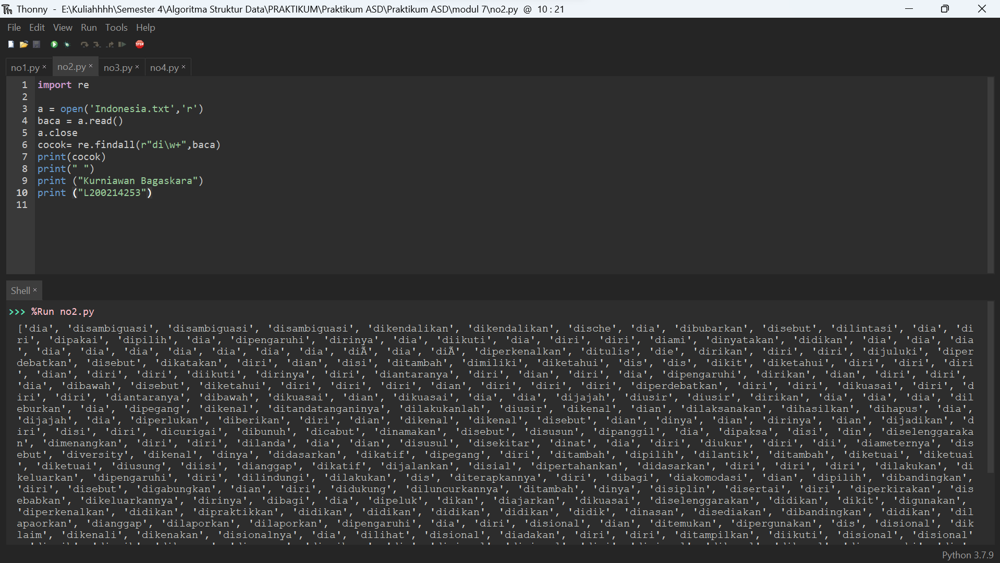 Thonny - E:\Kuliahhhh\Semester 4\Algoritma Struktur Data\PRAKTIKUM\Praktikum ASD\Praktikum ASD\modul 7\no2.py @ 10 : 21
File Edit View Run Tools Help
STOP
no1.py × no2.py × no3.py × no4.py ×
1 import re
2
3 a = open('Indonesia.txt','r')
4 baca = a.read()
5 a.close
6 cocok= re.findall(r"di\w+",baca)
7 print(cocok)
8 print(" ")
9 print ("Kurniawan Bagaskara")
10 print ("L200214253")
11
Shell ×
>>> %Run no2.py
['dia', 'disambiguasi', 'disambiguasi', 'disambiguasi', 'dikendalikan', 'dikendalikan', 'dische', 'dia', 'dibubarkan', 'disebut', 'dilintasi', 'dia', 'di
ri', 'dipakai', 'dipilih', 'dia', 'dipengaruhi', 'dirinya', 'dia', 'diikuti', 'dia', 'diri', 'diri', 'diami', 'dinyatakan', 'didikan', 'dia', 'dia', 'dia
', 'dia', 'dia', 'dia', 'dia', 'dia', 'dia', 'dia', 'diÃ', 'dia', 'diÃ', 'diperkenalkan', 'ditulis', 'die', 'dirikan', 'diri', 'diri', 'dijuluki', 'diper
debatkan', 'disebut', 'dikatakan', 'diri', 'dian', 'disi', 'ditambah', 'dimiliki', 'diketahui', 'dis', 'dis', 'dikit', 'diketahui', 'diri', 'diri', 'diri
', 'dian', 'diri', 'diri', 'diikuti', 'dirinya', 'diri', 'diantaranya', 'diri', 'dian', 'diri', 'dia', 'dipengaruhi', 'dirikan', 'dian', 'diri', 'diri',
'dia', 'dibawah', 'disebut', 'diketahui', 'diri', 'diri', 'diri', 'dian', 'diri', 'diri', 'diri', 'diperdebatkan', 'diri', 'diri', 'dikuasai', 'diri', 'd
iri', 'diri', 'diantaranya', 'dibawah', 'dikuasai', 'dian', 'dikuasai', 'dia', 'dia', 'dijajah', 'diusir', 'diusir', 'dirikan', 'dia', 'dia', 'dia', 'dil
eburkan', 'dia', 'dipegang', 'dikenal', 'ditandatanganinya', 'dilakukanlah', 'diusir', 'dikenal', 'dian', 'dilaksanakan', 'dihasilkan', 'dihapus', 'dia',
'dijajah', 'dia', 'diperlukan', 'diberikan', 'diri', 'dian', 'dikenal', 'dikenal', 'disebut', 'dian', 'dinya', 'dian', 'dirinya', 'dian', 'dijadikan', 'd
iri', 'disi', 'diri', 'dicurigai', 'dibunuh', 'dicabut', 'dinamakan', 'disebut', 'disusun', 'dipanggil', 'dia', 'dipaksa', 'disi', 'din', 'diselenggaraka
n', 'dimenangkan', 'diri', 'diri', 'dilanda', 'dia', 'dian', 'disusul', 'disekitar', 'dinat', 'dia', 'diri', 'diukur', 'diri', 'dii', 'diameternya', 'dis
ebut', 'diversity', 'dikenal', 'dinya', 'didasarkan', 'dikatif', 'dipegang', 'diri', 'ditambah', 'dipilih', 'dilantik', 'ditambah', 'diketuai', 'diketuai
', 'diketuai', 'diusung', 'diisi', 'dianggap', 'dikatif', 'dijalankan', 'disial', 'dipertahankan', 'didasarkan', 'diri', 'diri', 'diri', 'dilakukan', 'di
keluarkan', 'dipengaruhi', 'diri', 'dilindungi', 'dilakukan', 'dis', 'diterapkannya', 'diri', 'dibagi', 'diakomodasi', 'dian', 'dipilih', 'dibandingkan',
'diri', 'disebut', 'digabungkan', 'dian', 'diri', 'didukung', 'diluncurkannya', 'ditambah', 'dinya', 'disiplin', 'disertai', 'diri', 'diperkirakan', 'dis
ebabkan', 'dikeluarkannya', 'dirinya', 'dibagi', 'dia', 'dipeluk', 'dikan', 'diajarkan', 'dikuasai', 'diselenggarakan', 'didikan', 'dikit', 'digunakan',
'diperkenalkan', 'didikan', 'dipraktikkan', 'didikan', 'didikan', 'didikan', 'didikan', 'didik', 'dinasan', 'disediakan', 'dibandingkan', 'didikan', 'dil
apaorkan', 'dianggap', 'dilaporkan', 'dilaporkan', 'dipengaruhi', 'dia', 'diri', 'disional', 'dian', 'ditemukan', 'dipergunakan', 'dis', 'disional', 'dik
laim', 'dikenali', 'dikenakan', 'disionalnya', 'dia', 'dilihat', 'disional', 'diadakan', 'diri', 'diri', 'ditampilkan', 'diikuti', 'disional', 'disional'
Python 3.7.9